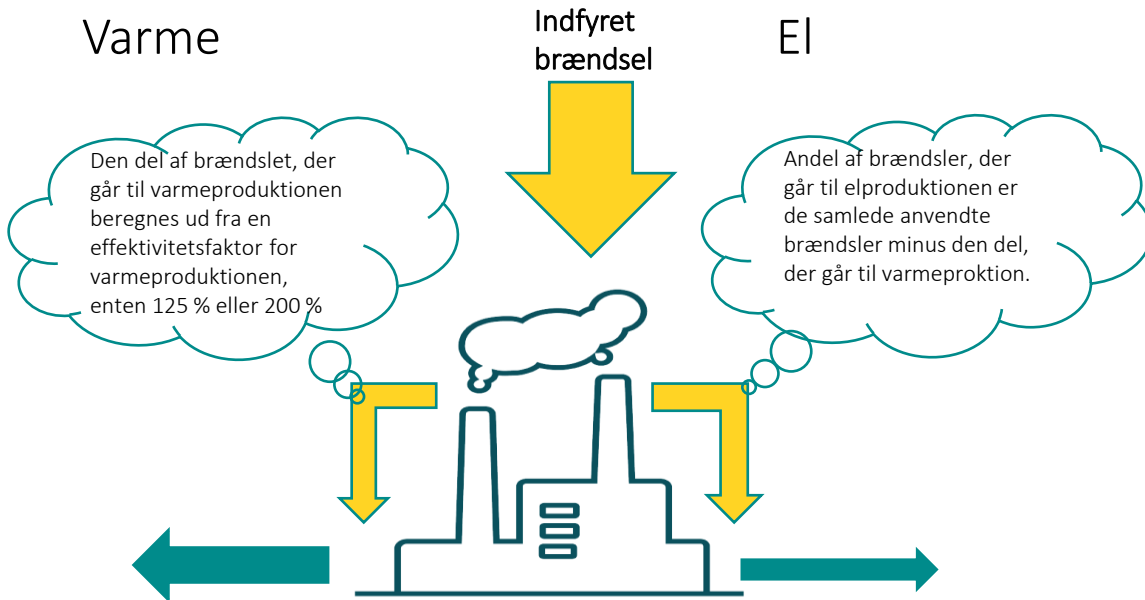 Varme
Indfyret
brændsel
El
Den del af brændslet, der
går til varmeproduktionen
beregnes ud fra en
effektivitetsfaktor for
varmeproduktionen,
enten 125 % eller 200 %
Andel af brændsler, der
går til elproduktionen er
de samlede anvendte
brændsler minus den del,
der går til varmeproktion.